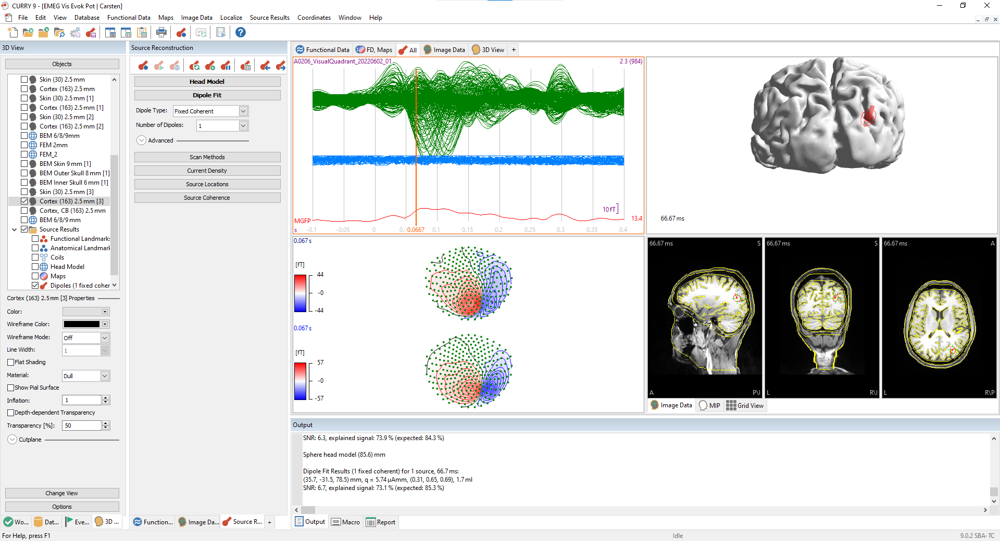 CURRY 9 - [EMEG Vis Evok Pot | Carsten]
File Edit View Database Functional Data Maps Image Data Localize Source Results Coordinates Window Help
3D View
Objects
Skin (30) 2.5 mm
Cortex (163) 2.5 mm
Skin (30) 2.5 mm [1]
Cortex (163) 2.5 mm [1]
Skin (30) 2.5 mm [2]
Cortex (163) 2.5 mm [2]
BEM 6/8/9mm
FEM 2mm
FEM_2
BEM Skin 9 mm [1]
BEM Outer Skull 8 mm [1]
BEM Inner Skull 6 mm [1]
Skin (30) 2.5 mm [3]
Cortex (163) 2.5 mm [3]
Cortex, CB (163) 2.5 mm
BEM 6/8/9 mm
Source Results
Functional Landmark
Anatomical Landmar
Coils
Head Model
Maps
Dipoles (1 fixed coher
Cortex (163) 2.5 mm [3] Properties
Color:
Wireframe Color:
Wireframe Mode: Off
Line Width: 1
Flat Shading
Material: Dull
Show Pial Surface
Inflation: 1
Depth-dependent Transparency
Transparency [%]: 50
Cutplane
Change View
Options
Wo... Dat... Eve... 3D ...
Source Reconstruction
Head Model
Dipole Fit
Dipole Type: Fixed Coherent
Number of Dipoles: 1
Advanced
Scan Methods
Current Density
Source Locations
Source Coherence
Function... Image Da... Source R... +
Functional Data FD, Maps All Image Data 3D View +
A0206_VisualQuadrant_20220602_01 2 3 (984)
10 fT
MGFP 13.4
s -0.1 -0.05 0 0.0667 0.1 0.15 0.2 0.25 0.3 0.35 0.4
66.67 ms
0.067 s
[fT]
44
-0
-44
0.067 s
[fT]
57
-0
-57
66.67 ms S
A P\I
66.67 ms S
L R\I
66.67 ms A
L R\P
Image Data MIP Grid View
Output
SNR: 6.3, explained signal: 73.9 % (expected: 84.3 %)
Sphere head model (85.6) mm
Dipole Fit Results (1 fixed coherent) for 1 source, 66.7 ms:
(35.7, -31.5, 78.5) mm, q = 5.74 µAmm, (0.31, 0.65, 0.69), 1.7 ml
SNR: 6.7, explained signal: 73.1 % (expected: 85.3 %)
Output Macro Report
For Help, press F1 Idle 9.0.2 SBA-TC